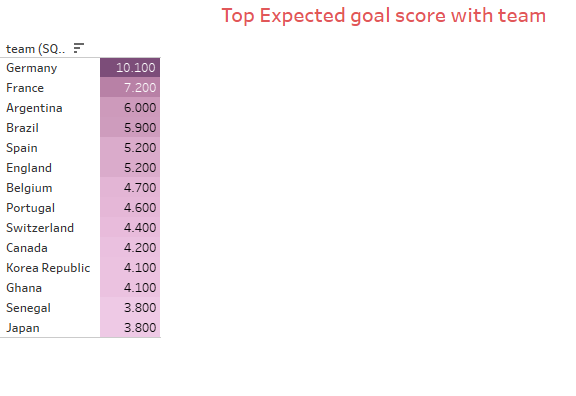 Top Expected goal score with team
team (SQ..
Germany 10.100
France 7.200
Argentina 6.000
Brazil 5.900
Spain 5.200
England 5.200
Belgium 4.700
Portugal 4.600
Switzerland 4.400
Canada 4.200
Korea Republic 4.100
Ghana 4.100
Senegal 3.800
Japan 3.800